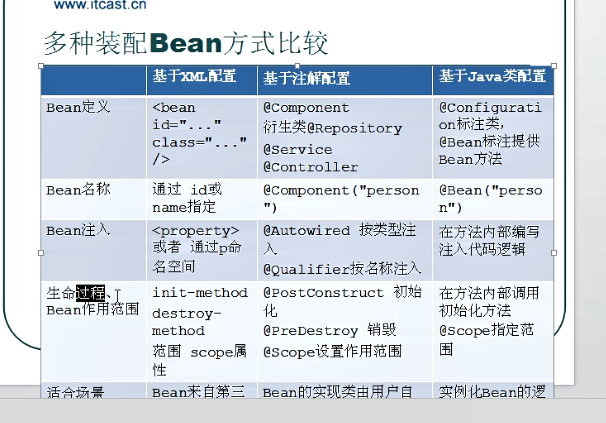 www.itcast.cn
多种装配Bean方式比较
基于XML配置
基于注解配置
基于Java类配置
Bean定义
<bean
id="..."
class="..."
/>
@Component
衍生类@Repository
@Service
@Controller
@Configurati
on标注类,
@Bean标注提供
Bean方法
Bean名称
通过 id或
name指定
@Component("person
")
@Bean("perso
n")
Bean注入
<property>
或者 通过p命
名空间
@Autowired 按类型注
入
@Qualifier按名称注入
在方法内部编写
注入代码逻辑
生命过程、
Bean作用范围
init-method
destroy-
method
范围 scope属
性
@PostConstruct 初始
化
@PreDestroy 销毁
@Scope设置作用范围
在方法内部调用
初始化方法
@Scope指定范
围
适合场景
Bean来自第三
Bean的实现类由用户自
实例化Bean的逻